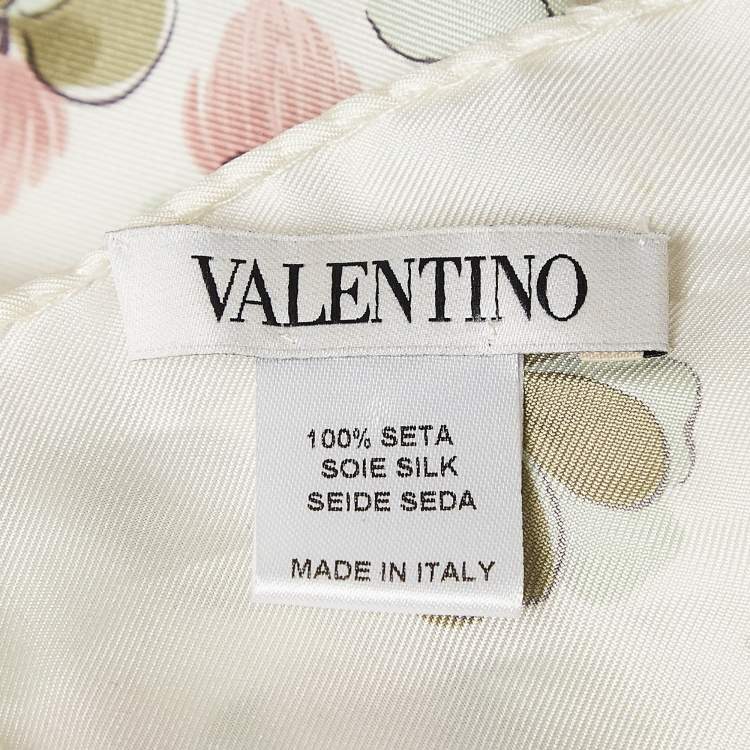 VALENTINO
100% SETA
SOIE SILK
SEIDE SEDA
MADE IN ITALY